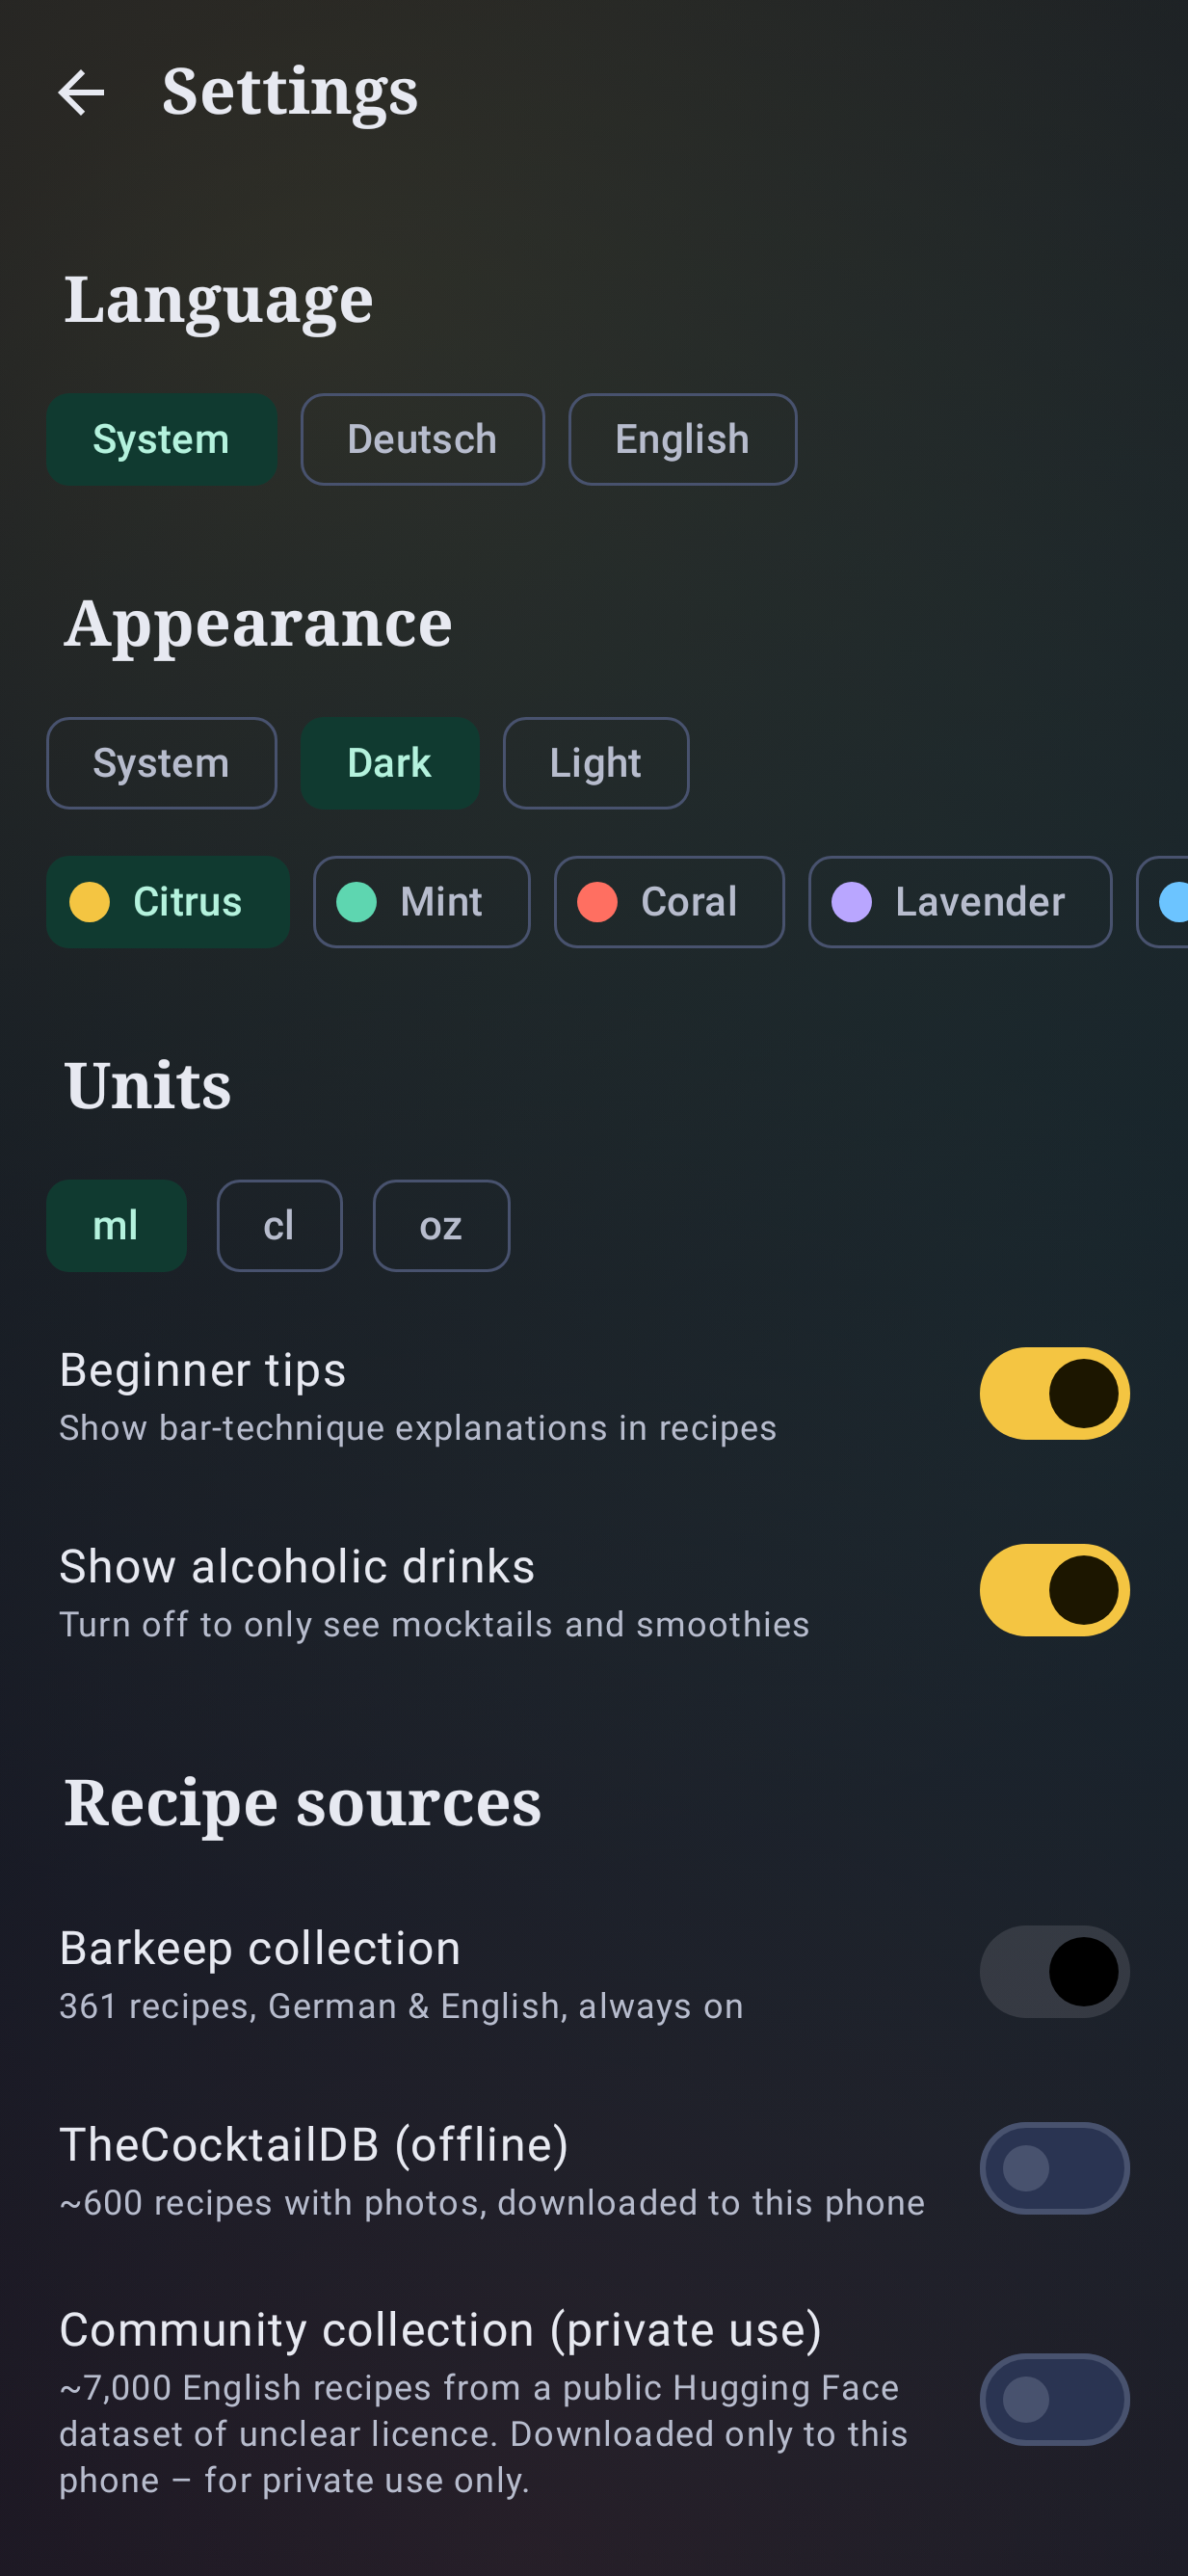 Settings
Language
System
Deutsch
English
Appearance
System
Dark
Light
Citrus
Mint
Coral
Lavender
Units
ml
cl
oz
Beginner tips
Show bar-technique explanations in recipes
Show alcoholic drinks
Turn off to only see mocktails and smoothies
Recipe sources
Barkeep collection
361 recipes, German & English, always on
TheCocktailDB (offline)
~600 recipes with photos, downloaded to this phone
Community collection (private use)
~7,000 English recipes from a public Hugging Face
dataset of unclear licence. Downloaded only to this
phone – for private use only.